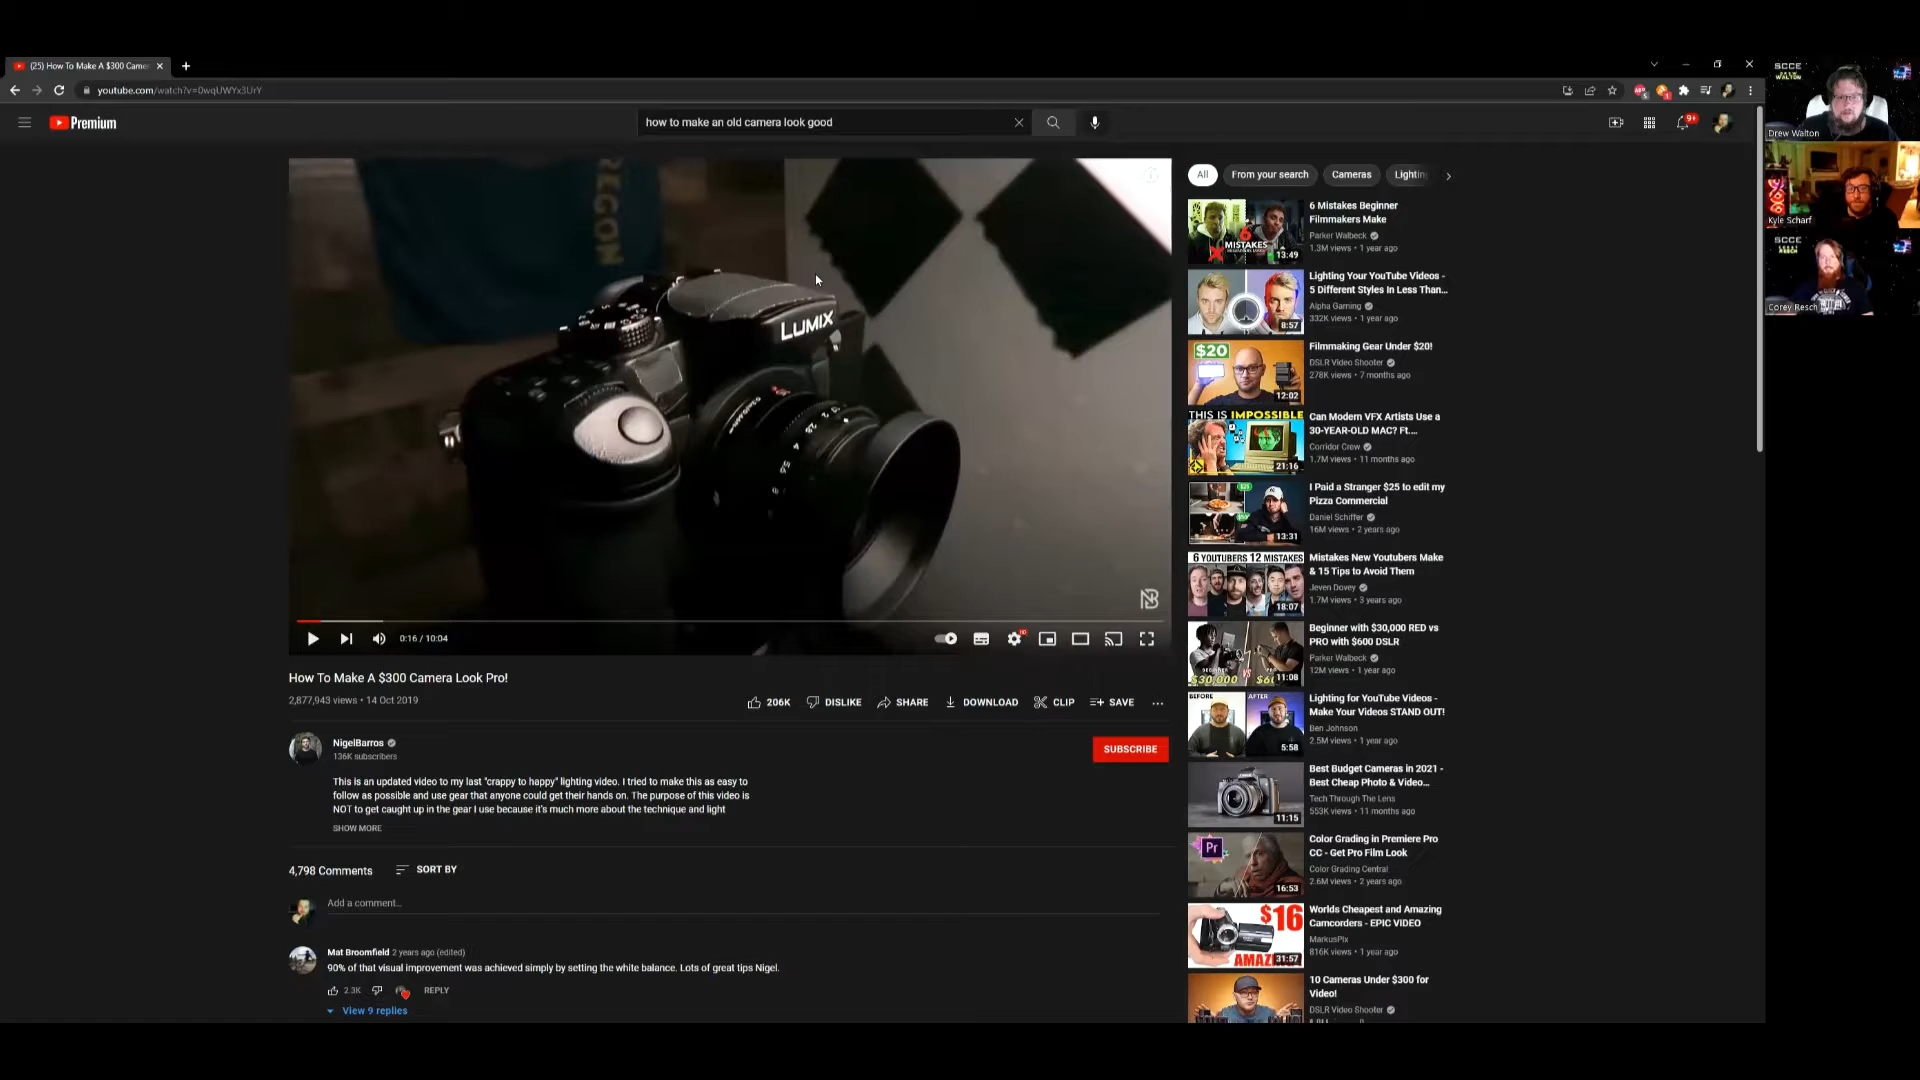 (25) How To Make A $300 Came
youtube.com/watch?v=0wqUWYx3UrY
Premium
how to make an old camera look good
9+
SCCE
DREW
WALTON
Drew Walton
Kyle Scharf
SCCE
COREY
RESCH
Corey Resch
REGON
LUMIX
0:16 / 10:04
How To Make A $300 Camera Look Pro!
2,877,943 views • 14 Oct 2019
206K
DISLIKE
SHARE
DOWNLOAD
CLIP
SAVE
NigelBarros
136K subscribers
SUBSCRIBE
This is an updated video to my last "crappy to happy" lighting video. I tried to make this as easy to
follow as possible and use gear that anyone could get their hands on. The purpose of this video is
NOT to get caught up in the gear I use because it's much more about the technique and light
SHOW MORE
4,798 Comments
SORT BY
Add a comment...
Mat Broomfield 2 years ago (edited)
90% of that visual improvement was achieved simply by setting the white balance. Lots of great tips Nigel.
2.3K
REPLY
View 9 replies
All
From your search
Cameras
Lightin
6
MISTAKES
13:49
6 Mistakes Beginner
Filmmakers Make
Parker Walbeck
1.3M views • 1 year ago
8:57
Lighting Your YouTube Videos -
5 Different Styles In Less Than...
Alpha Gaming
332K views • 1 year ago
$20
12:02
Filmmaking Gear Under $20!
DSLR Video Shooter
278K views • 7 months ago
THIS IS IMPOSSIBLE
21:16
Can Modern VFX Artists Use a
30-YEAR-OLD MAC? Ft....
Corridor Crew
1.7M views • 11 months ago
13:31
I Paid a Stranger $25 to edit my
Pizza Commercial
Daniel Schiffer
16M views • 2 years ago
6 YOUTUBERS 12 MISTAKES
18:07
Mistakes New Youtubers Make
& 15 Tips to Avoid Them
Jeven Dovey
1.7M views • 3 years ago
$30 000
VS
11:08
Beginner with $30,000 RED vs
PRO with $600 DSLR
Parker Walbeck
12M views • 1 year ago
BEFORE
AFTER
5:58
Lighting for YouTube Videos -
Make Your Videos STAND OUT!
Ben Johnson
2.5M views • 1 year ago
11:15
Best Budget Cameras in 2021 -
Best Cheap Photo & Video...
Tech Through The Lens
553K views • 11 months ago
Pr
16:53
Color Grading in Premiere Pro
CC - Get Pro Film Look
Color Grading Central
2.6M views • 2 years ago
$16
31:57
Worlds Cheapest and Amazing
Camcorders - EPIC VIDEO
MarkusPix
816K views • 1 year ago
10 Cameras Under $300 for
Video!
DSLR Video Shooter